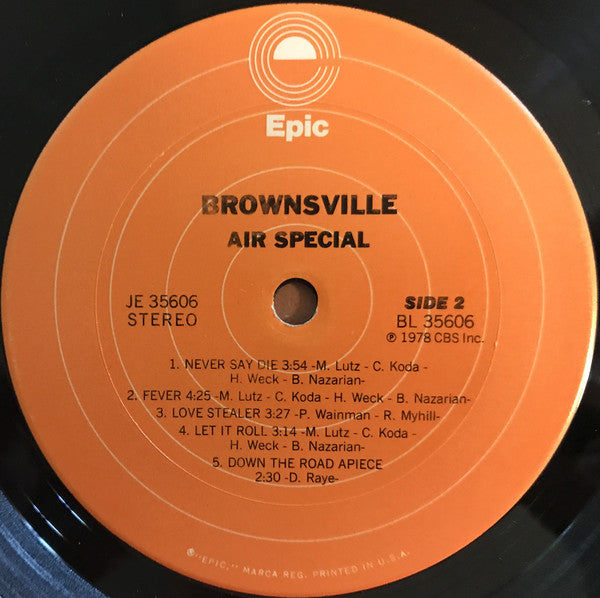 Epic
BROWNSVILLE
AIR SPECIAL
JE 35606
STEREO
SIDE 2
BL 35606
℗ 1978 CBS Inc.
1. NEVER SAY DIE 3:54 -M. Lutz - C. Koda -
H. Weck - B. Nazarian-
2. FEVER 4:25 -M. Lutz - C. Koda - H. Weck - B. Nazarian-
3. LOVE STEALER 3:27 -P. Wainman - R. Myhill-
4. LET IT ROLL 3:14 -M. Lutz - C. Koda -
H. Weck - B. Nazarian-
5. DOWN THE ROAD APIECE
2:30 -D. Raye-
®"EPIC," MARCA REG. PRINTED IN U.S.A.